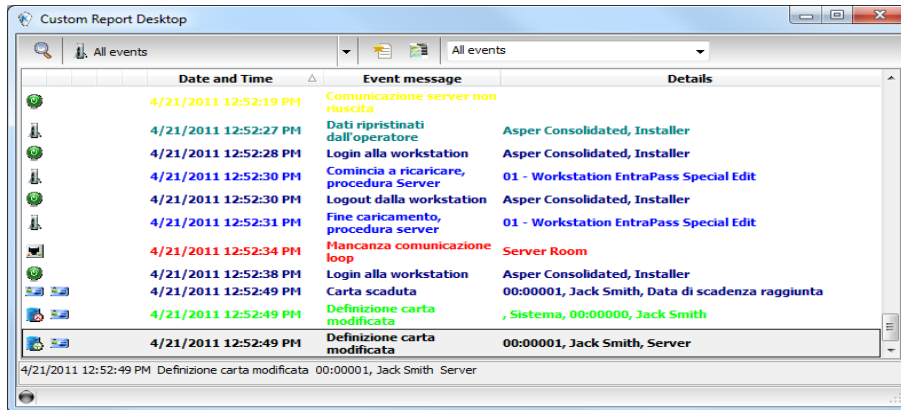 Custom Report Desktop
All events
All events
Date and Time Event message Details
4/21/2011 12:52:19 PM Comunicazione server non
riuscita
4/21/2011 12:52:27 PM Dati ripristinati
dall'operatore Asper Consolidated, Installer
4/21/2011 12:52:28 PM Login alla workstation Asper Consolidated, Installer
4/21/2011 12:52:30 PM Comincia a ricaricare,
procedura Server 01 - Workstation EntraPass Special Edit
4/21/2011 12:52:30 PM Logout dalla workstation Asper Consolidated, Installer
4/21/2011 12:52:31 PM Fine caricamento,
procedura server 01 - Workstation EntraPass Special Edit
4/21/2011 12:52:34 PM Mancanza comunicazione
loop Server Room
4/21/2011 12:52:38 PM Login alla workstation Asper Consolidated, Installer
4/21/2011 12:52:49 PM Carta scaduta 00:00001, Jack Smith, Data di scadenza raggiunta
4/21/2011 12:52:49 PM Definizione carta
modificata , Sistema, 00:00000, Jack Smith
4/21/2011 12:52:49 PM Definizione carta
modificata 00:00001, Jack Smith, Server
4/21/2011 12:52:49 PM Definizione carta modificata 00:00001, Jack Smith Server